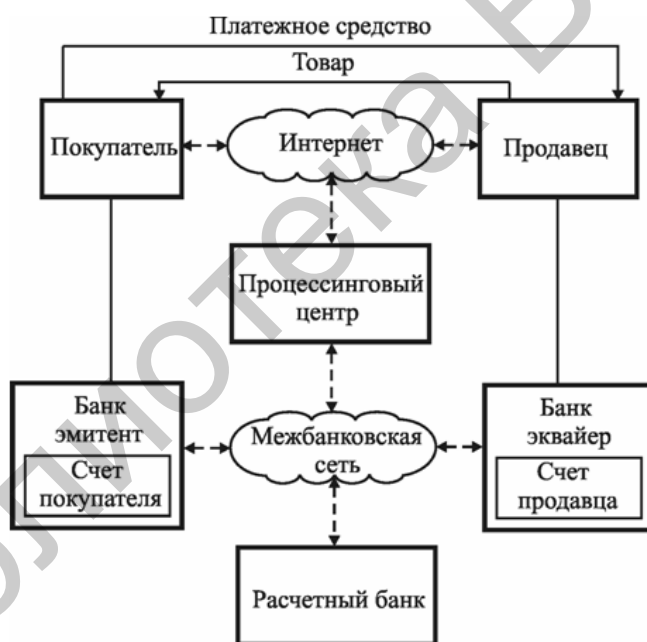 Платежное средство
Товар
Покупатель
Интернет
Продавец
Процессинговый
центр
Банк
эмитент
Счет
покупателя
Межбанковская
сеть
Банк
эквайер
Счет
продавца
Расчетный банк